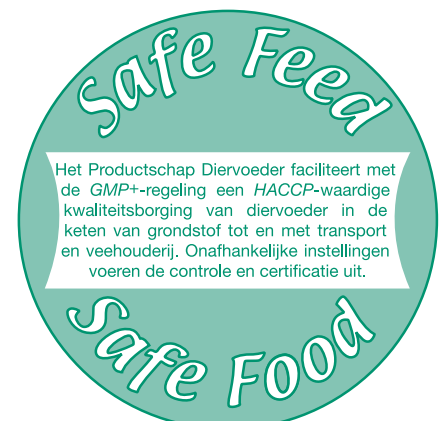 Safe Feed
Het Productschap Diervoeder faciliteert met
de GMP+-regeling een HACCP-waardige
kwaliteitsborging van diervoeder in de
keten van grondstof tot en met transport
en veehouderij. Onafhankelijke instellingen
voeren de controle en certificatie uit.
Safe Food